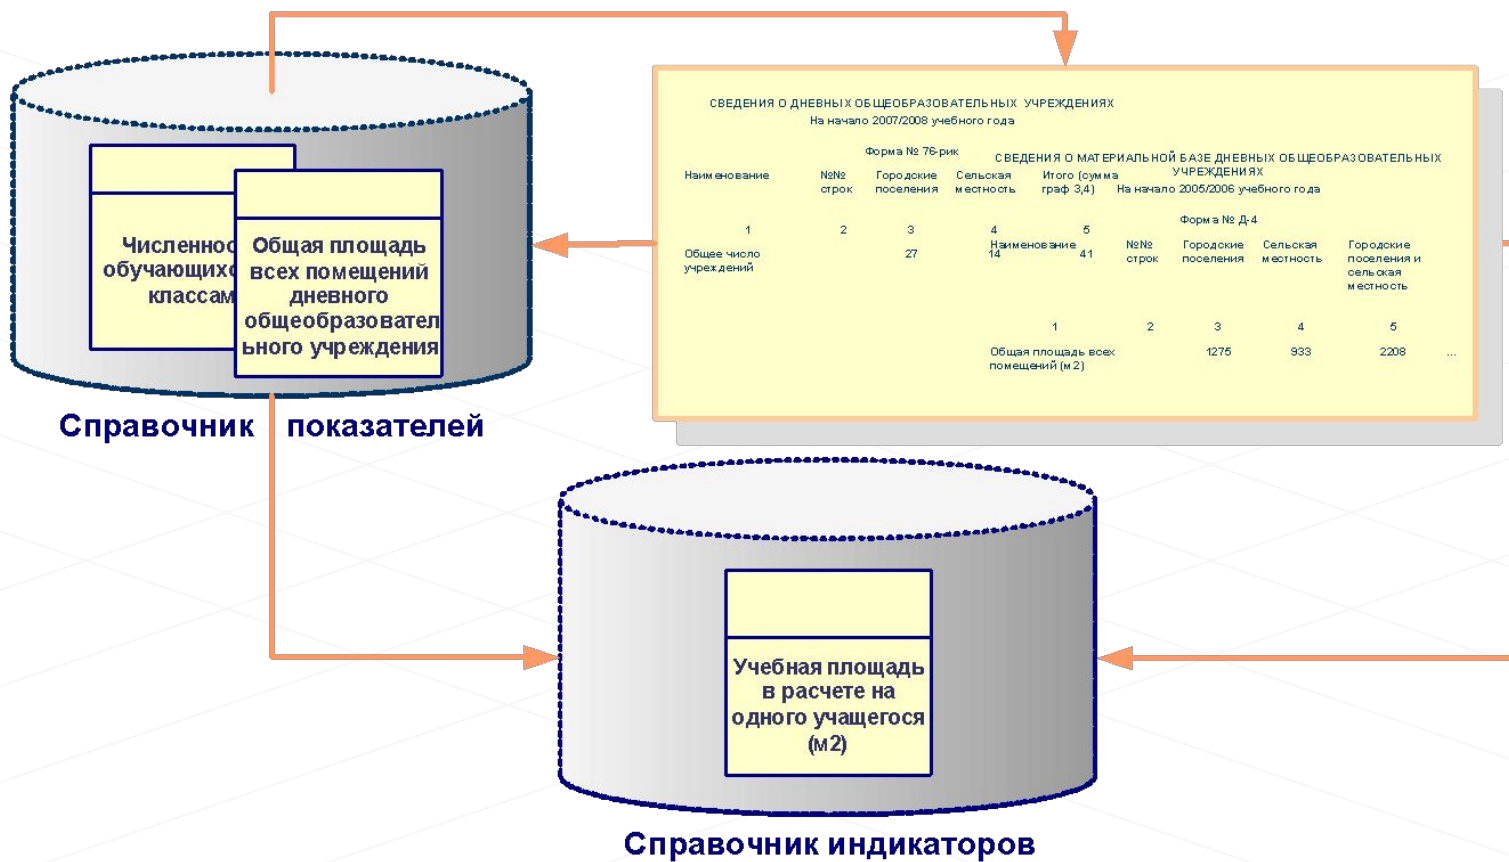 СВЕДЕНИЯ О ДНЕВНЫХ ОБЩЕОБРАЗОВАТЕЛЬНЫХ УЧРЕЖДЕНИЯХ
На начало 2007/2008 учебного года
Форма № 76-рик
Наименование
№№
строк
Городские
поселения
Сельская
местность
Итого (сумма
граф 3,4)
1
2
3
4
5
Общее число
учреждений
27
14
41
СВЕДЕНИЯ О МАТЕРИАЛЬНОЙ БАЗЕ ДНЕВНЫХ ОБЩЕОБРАЗОВАТЕЛЬНЫХ
УЧРЕЖДЕНИЯХ
На начало 2005/2006 учебного года
Форма № Д-4
Наименование
№№
строк
Городские
поселения
Сельская
местность
Городские
поселения и
сельская
местность
1
2
3
4
5
Общая площадь всех
помещений (м2)
1275
933
2208
...
обучающихс
классам
Общая площадь
всех помещений
дневного
общеобразовател
ьного учреждения
Справочник показателей
Учебная площадь
в расчете на
одного учащегося
(м2)
Справочник индикаторов